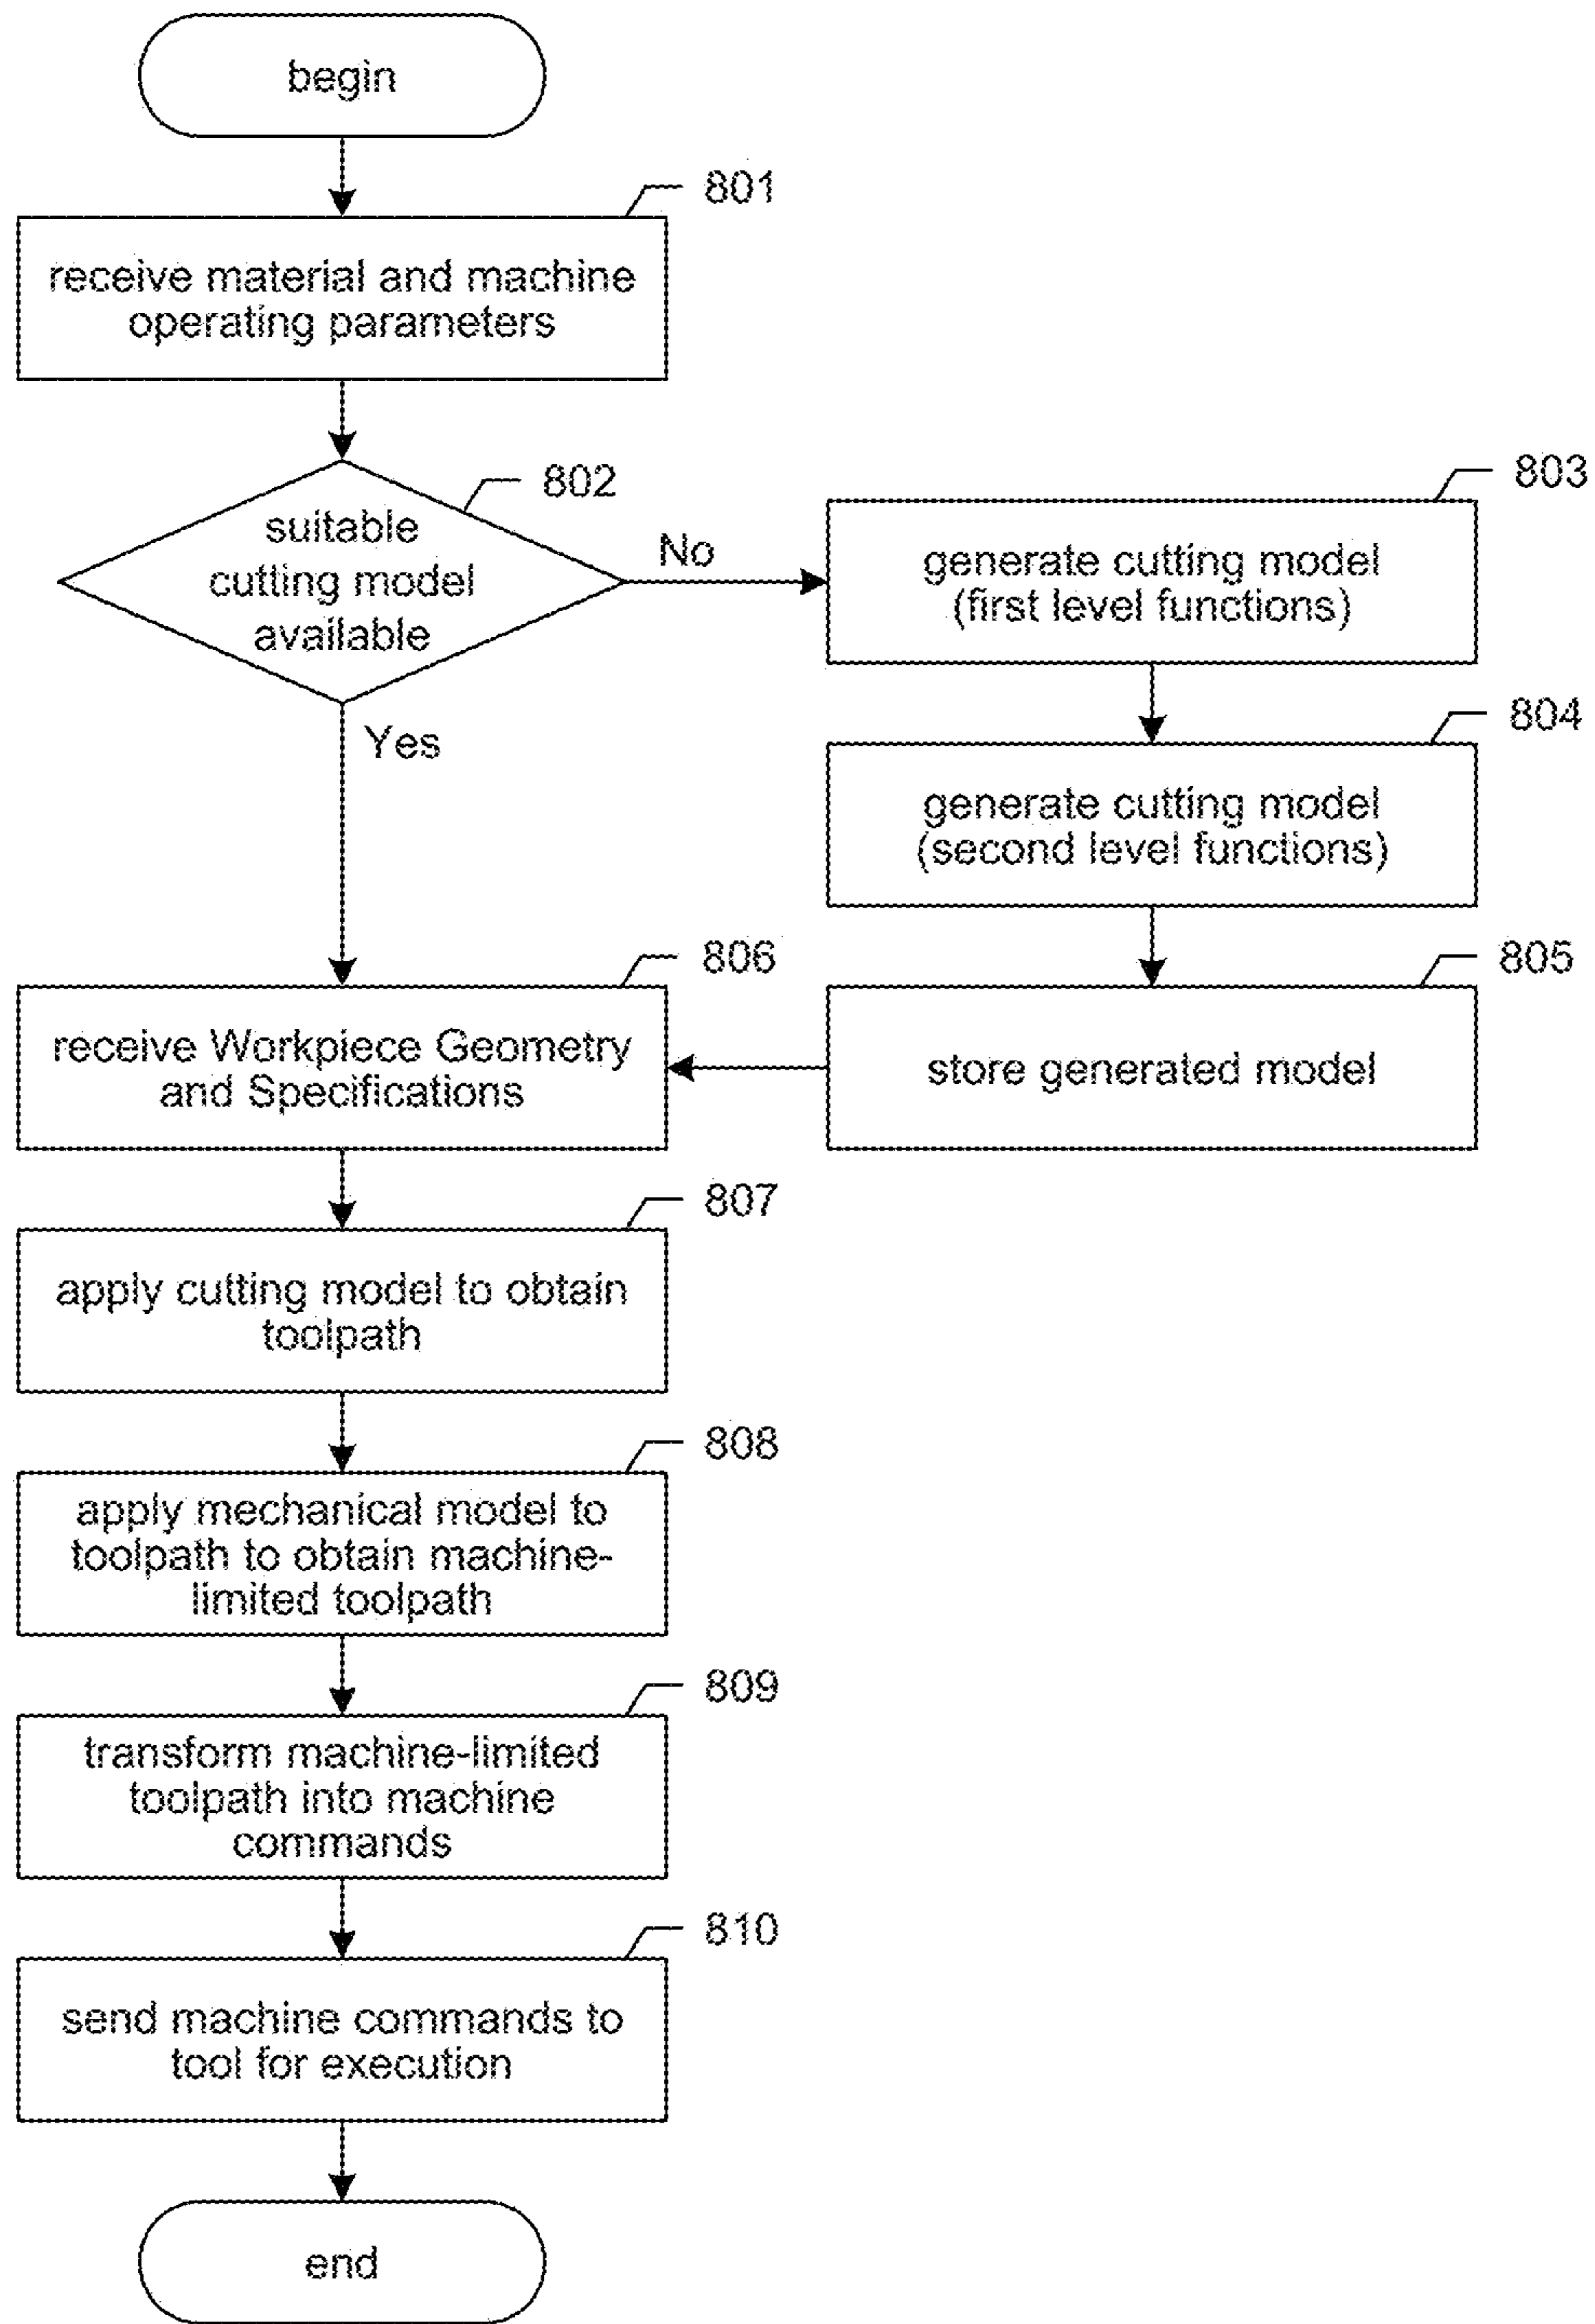 begin
801
receive material and machine
operating parameters
802
suitable
cutting model
available
No
Yes
803
generate cutting model
(first level functions)
804
generate cutting model
(second level functions)
805
store generated model
806
receive Workpiece Geometry
and Specifications
807
apply cutting model to obtain
toolpath
808
apply mechanical model to
toolpath to obtain machine-
limited toolpath
809
transform machine-limited
toolpath into machine
commands
810
send machine commands to
tool for execution
end